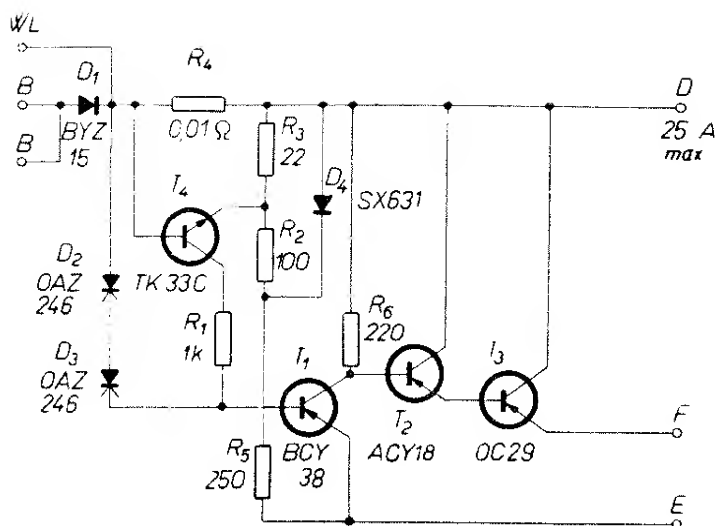 WL
R4
D1
B
D
BYZ
15
0,01 Ω
25 A
max
B
R3
22
T4
D4
SX631
R2
100
D2
OAZ
246
TK 33C
R6
220
R1
1k
T1
T3
D3
OAZ
246
T2
F
R5
250
BCY
38
ACY18
OC29
E